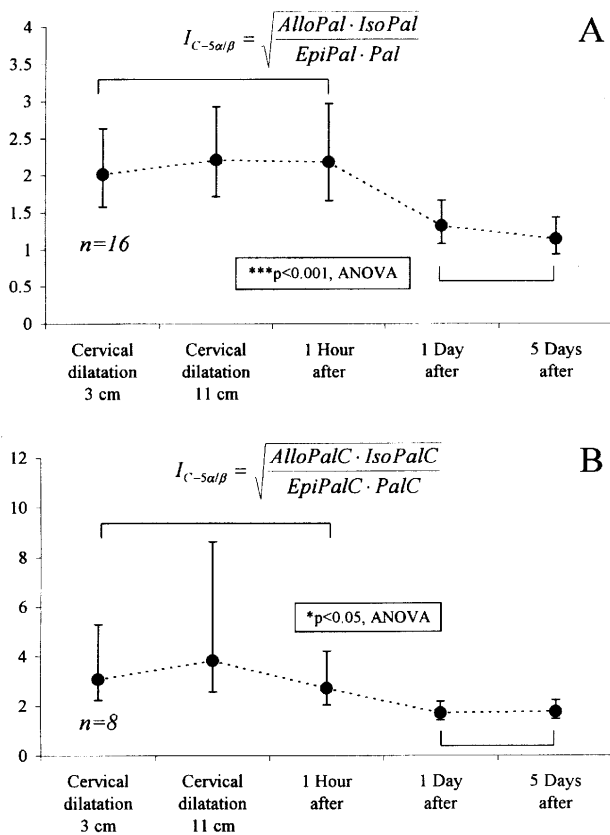 A
I_{C-5α/β} = √(AlloPal · IsoPal / EpiPal · Pal)
4
3.5
3
2.5
2
1.5
1
0.5
0
n=16
***p<0.001, ANOVA
Cervical dilatation 3 cm
Cervical dilatation 11 cm
1 Hour after
1 Day after
5 Days after
B
I_{C-5α/β} = √(AlloPalC · IsoPalC / EpiPalC · PalC)
12
10
8
6
4
2
0
n=8
*p<0.05, ANOVA
Cervical dilatation 3 cm
Cervical dilatation 11 cm
1 Hour after
1 Day after
5 Days after